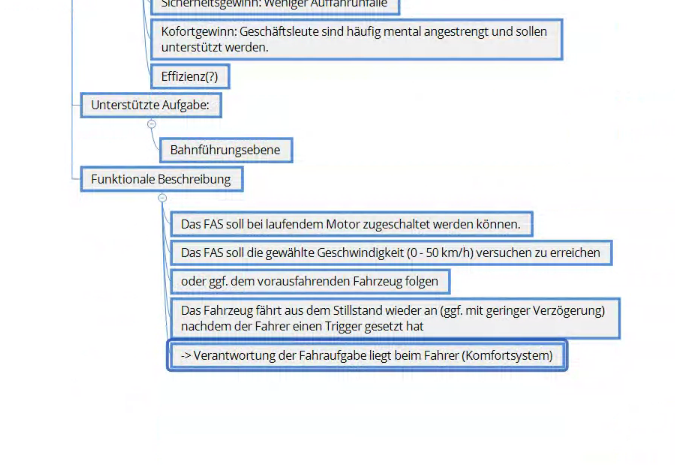 Sicherheitsgewinn: Weniger Auffahrunfälle
Kofortgewinn: Geschäftsleute sind häufig mental angestrengt und sollen
unterstützt werden.
Effizienz(?)
Unterstützte Aufgabe:
Bahnführungsebene
Funktionale Beschreibung
Das FAS soll bei laufendem Motor zugeschaltet werden können.
Das FAS soll die gewählte Geschwindigkeit (0 - 50 km/h) versuchen zu erreichen
oder ggf. dem vorausfahrenden Fahrzeug folgen
Das Fahrzeug fährt aus dem Stillstand wieder an (ggf. mit geringer Verzögerung)
nachdem der Fahrer einen Trigger gesetzt hat
-> Verantwortung der Fahraufgabe liegt beim Fahrer (Komfortsystem)